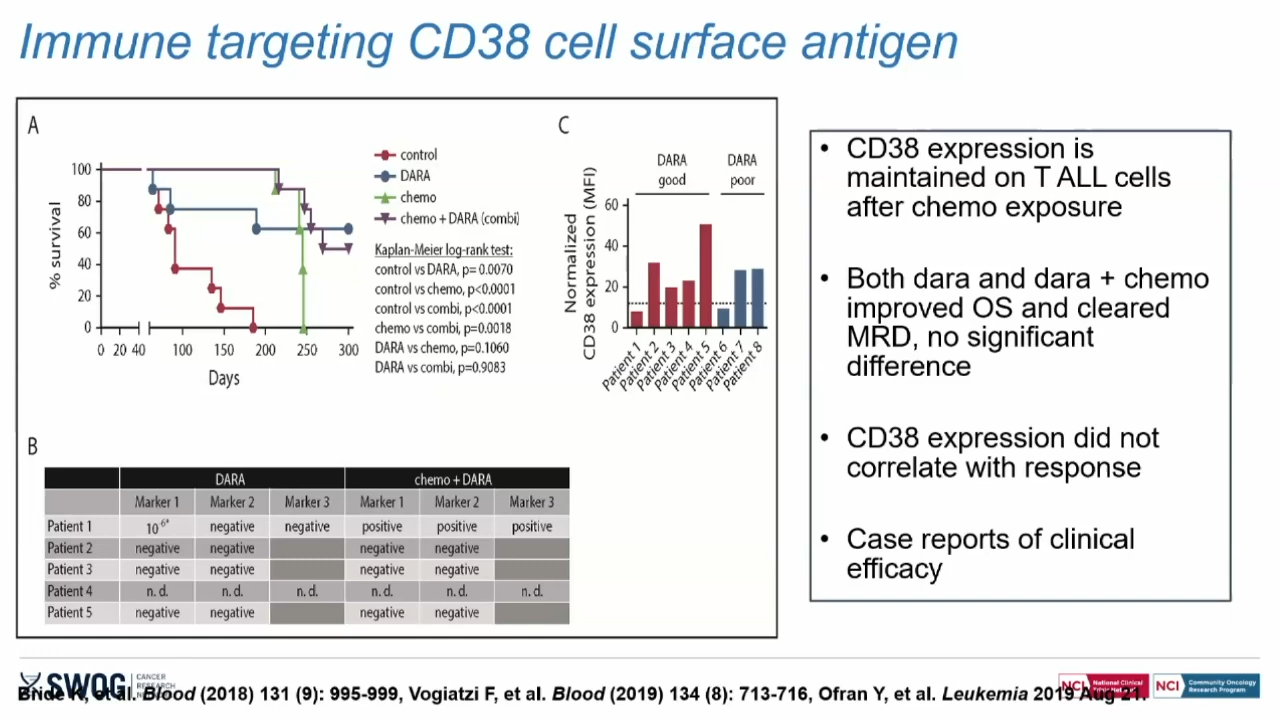 Immune targeting CD38 cell surface antigen
A
100
80
60
40
20
0
% survival
0 20 40 100 150 200 250 300
Days
control
DARA
chemo
chemo + DARA (combi)
Kaplan-Meier log-rank test:
control vs DARA, p= 0.0070
control vs chemo, p<0.0001
control vs combi, p<0.0001
chemo vs combi, p=0.0018
DARA vs chemo, p=0.1060
DARA vs combi, p=0.9083
C
DARA good DARA poor
Normalized
CD38 expression (MFI)
60
40
20
0
Patient 1 Patient 2 Patient 3 Patient 4 Patient 5 Patient 6 Patient 7 Patient 8
B
DARA chemo + DARA
Marker 1 Marker 2 Marker 3 Marker 1 Marker 2 Marker 3
Patient 1 10⁻⁶* negative negative positive positive positive
Patient 2 negative negative negative negative
Patient 3 negative negative negative negative
Patient 4 n. d. n. d. n. d. n. d. n. d. n. d.
Patient 5 negative negative negative negative
• CD38 expression is
maintained on T ALL cells
after chemo exposure
• Both dara and dara + chemo
improved OS and cleared
MRD, no significant
difference
• CD38 expression did not
correlate with response
• Case reports of clinical
efficacy
SWOG
CANCER
RESEARCH
NCI National Clinical
NCI Community Oncology
Research Program
Bride K, et al. Blood (2018) 131 (9): 995-999, Vogiatzi F, et al. Blood (2019) 134 (8): 713-716, Ofran Y, et al. Leukemia 2019 Aug 21.